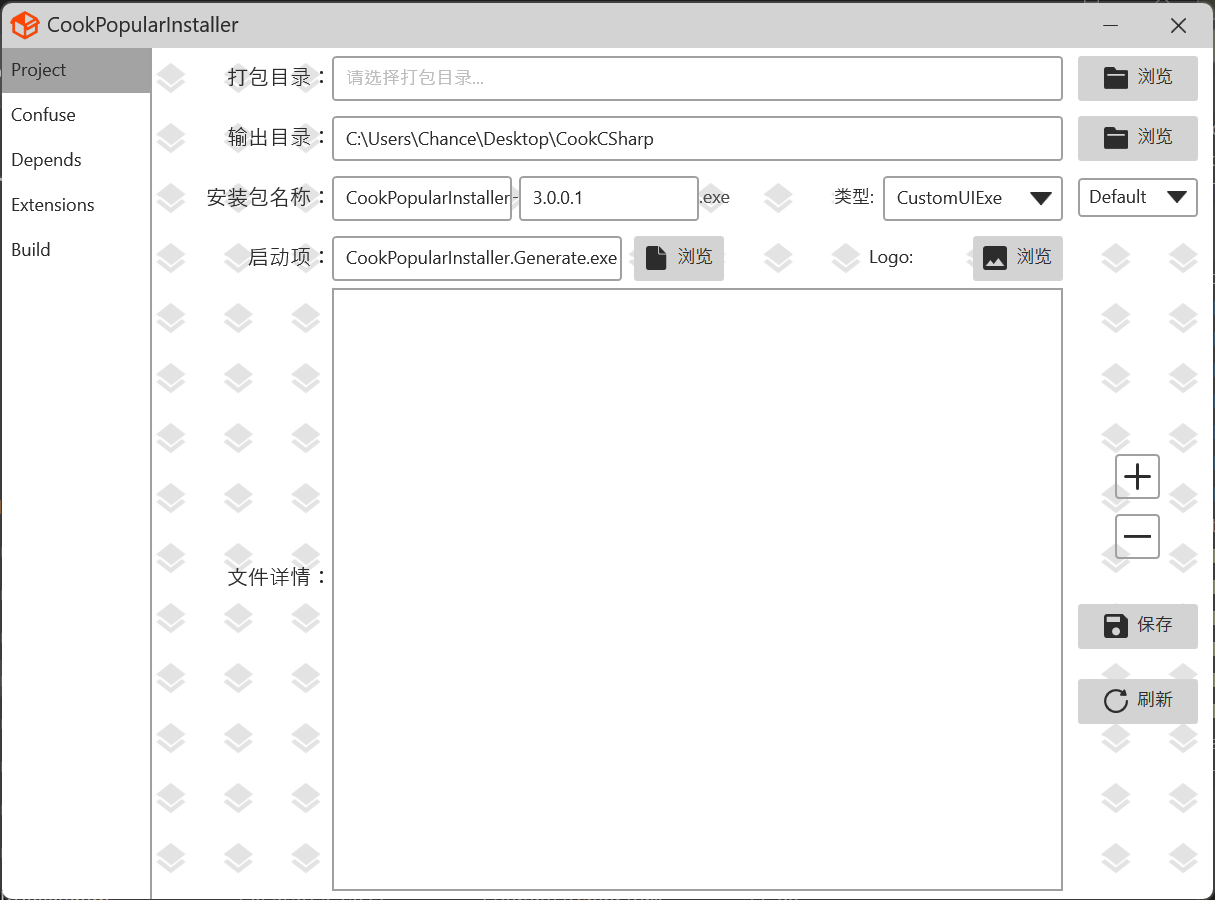 CookPopularInstaller
Project
Confuse
Depends
Extensions
Build
打包目录： 请选择打包目录... 浏览
输出目录： C:\Users\Chance\Desktop\CookCSharp 浏览
安装包名称： CookPopularInstaller - 3.0.0.1 .exe 类型: CustomUIExe Default
启动项： CookPopularInstaller.Generate.exe 浏览 Logo: 浏览
文件详情：
保存
刷新